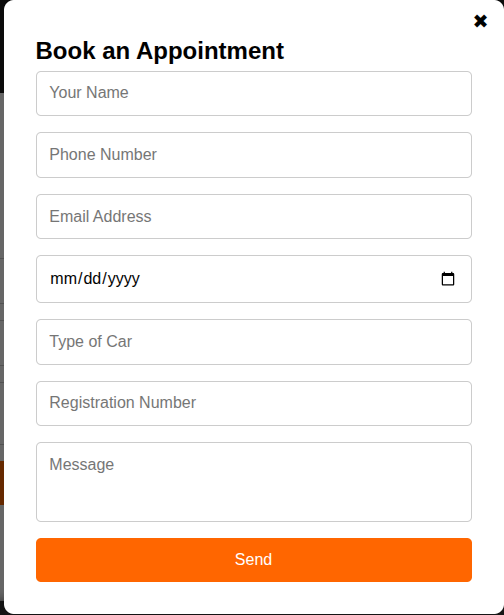 ✖
Book an Appointment
Your Name
Phone Number
Email Address
mm/dd/yyyy
Type of Car
Registration Number
Message
Send